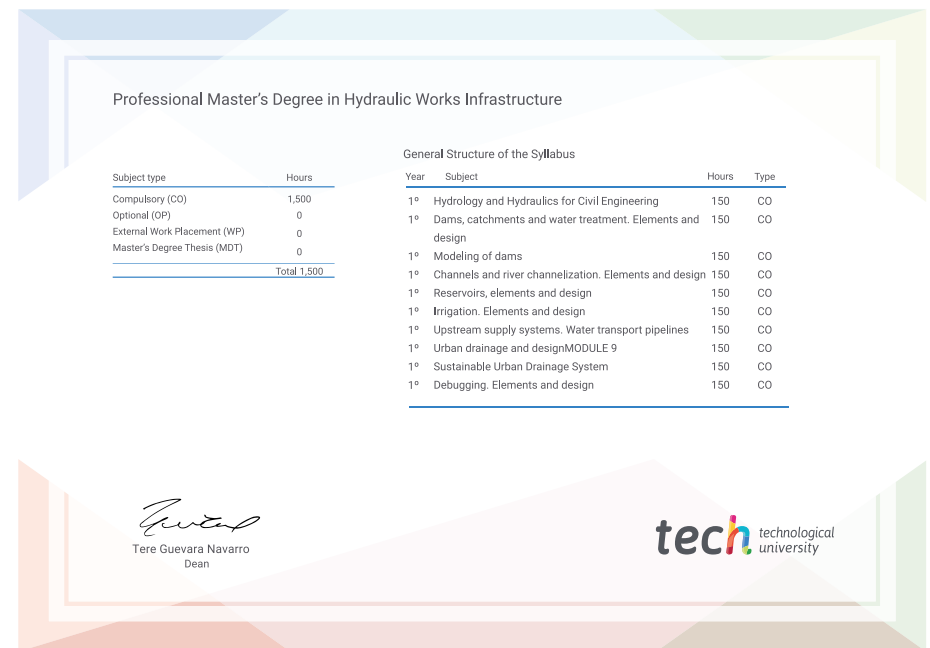 Professional Master's Degree in Hydraulic Works Infrastructure
General Structure of the Syllabus
Subject type Hours
Compulsory (CO) 1,500
Optional (OP) 0
External Work Placement (WP) 0
Master's Degree Thesis (MDT) 0
Total 1,500
Year Subject Hours Type
1º Hydrology and Hydraulics for Civil Engineering 150 CO
1º Dams, catchments and water treatment. Elements and 150 CO
design
1º Modeling of dams 150 CO
1º Channels and river channelization. Elements and design 150 CO
1º Reservoirs, elements and design 150 CO
1º Irrigation. Elements and design 150 CO
1º Upstream supply systems. Water transport pipelines 150 CO
1º Urban drainage and designMODULE 9 150 CO
1º Sustainable Urban Drainage System 150 CO
1º Debugging. Elements and design 150 CO
Tere Guevara Navarro
Dean
tech technological
university